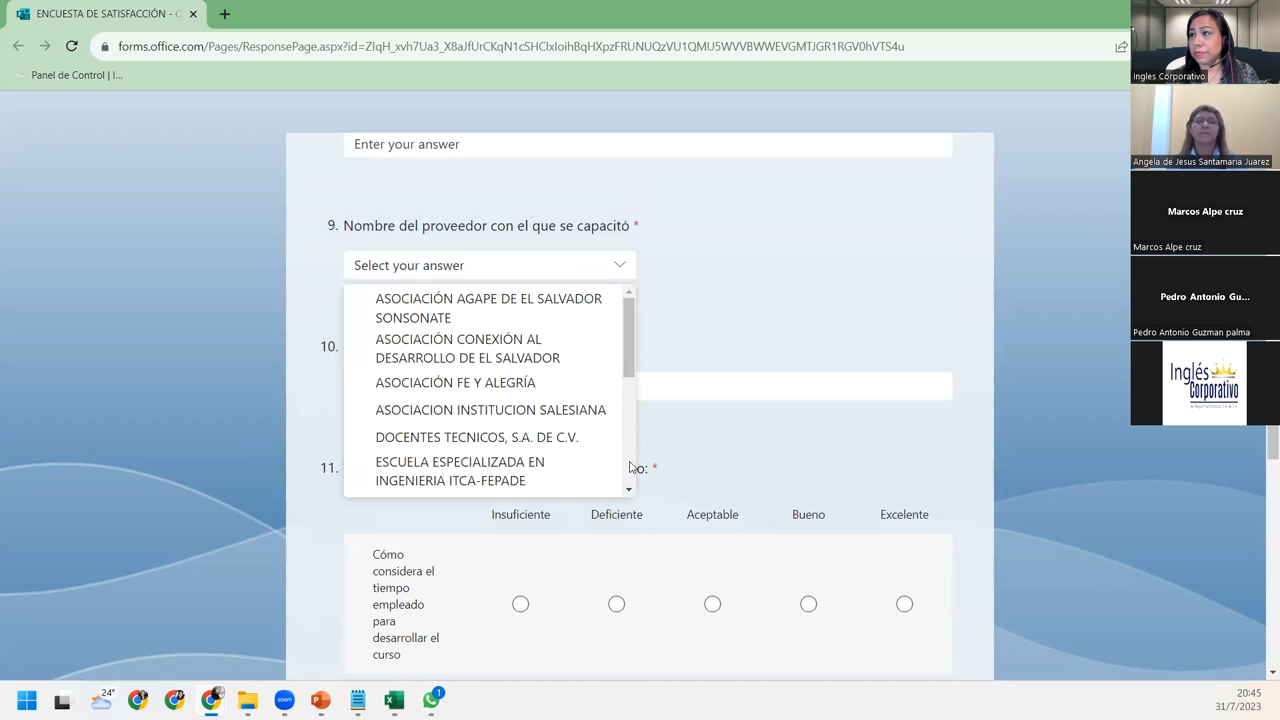 ENCUESTA DE SATISFACCIÓN - C
forms.office.com/Pages/ResponsePage.aspx?id=
Panel de Control | I...
Enter your answer
9. Nombre del proveedor con el que se capacitó *
Select your answer
ASOCIACIÓN AGAPE DE EL SALVADOR
SONSONATE
ASOCIACIÓN CONEXIÓN AL
DESARROLLO DE EL SALVADOR
ASOCIACIÓN FE Y ALEGRÍA
ASOCIACION INSTITUCION SALESIANA
DOCENTES TECNICOS, S.A. DE C.V.
ESCUELA ESPECIALIZADA EN
INGENIERIA ITCA-FEPADE
10.
11.
o: *
Insuficiente Deficiente Aceptable Bueno Excelente
Cómo
considera el
tiempo
empleado
para
desarrollar el
curso
Ingles Corporativo
Angela de Jesus Santamaria Juarez
Marcos Alpe cruz
Marcos Alpe cruz
Pedro Antonio Gu...
Pedro Antonio Guzman palma
Inglés
Corporativo
24°
zoom
1
20:45
31/7/2023